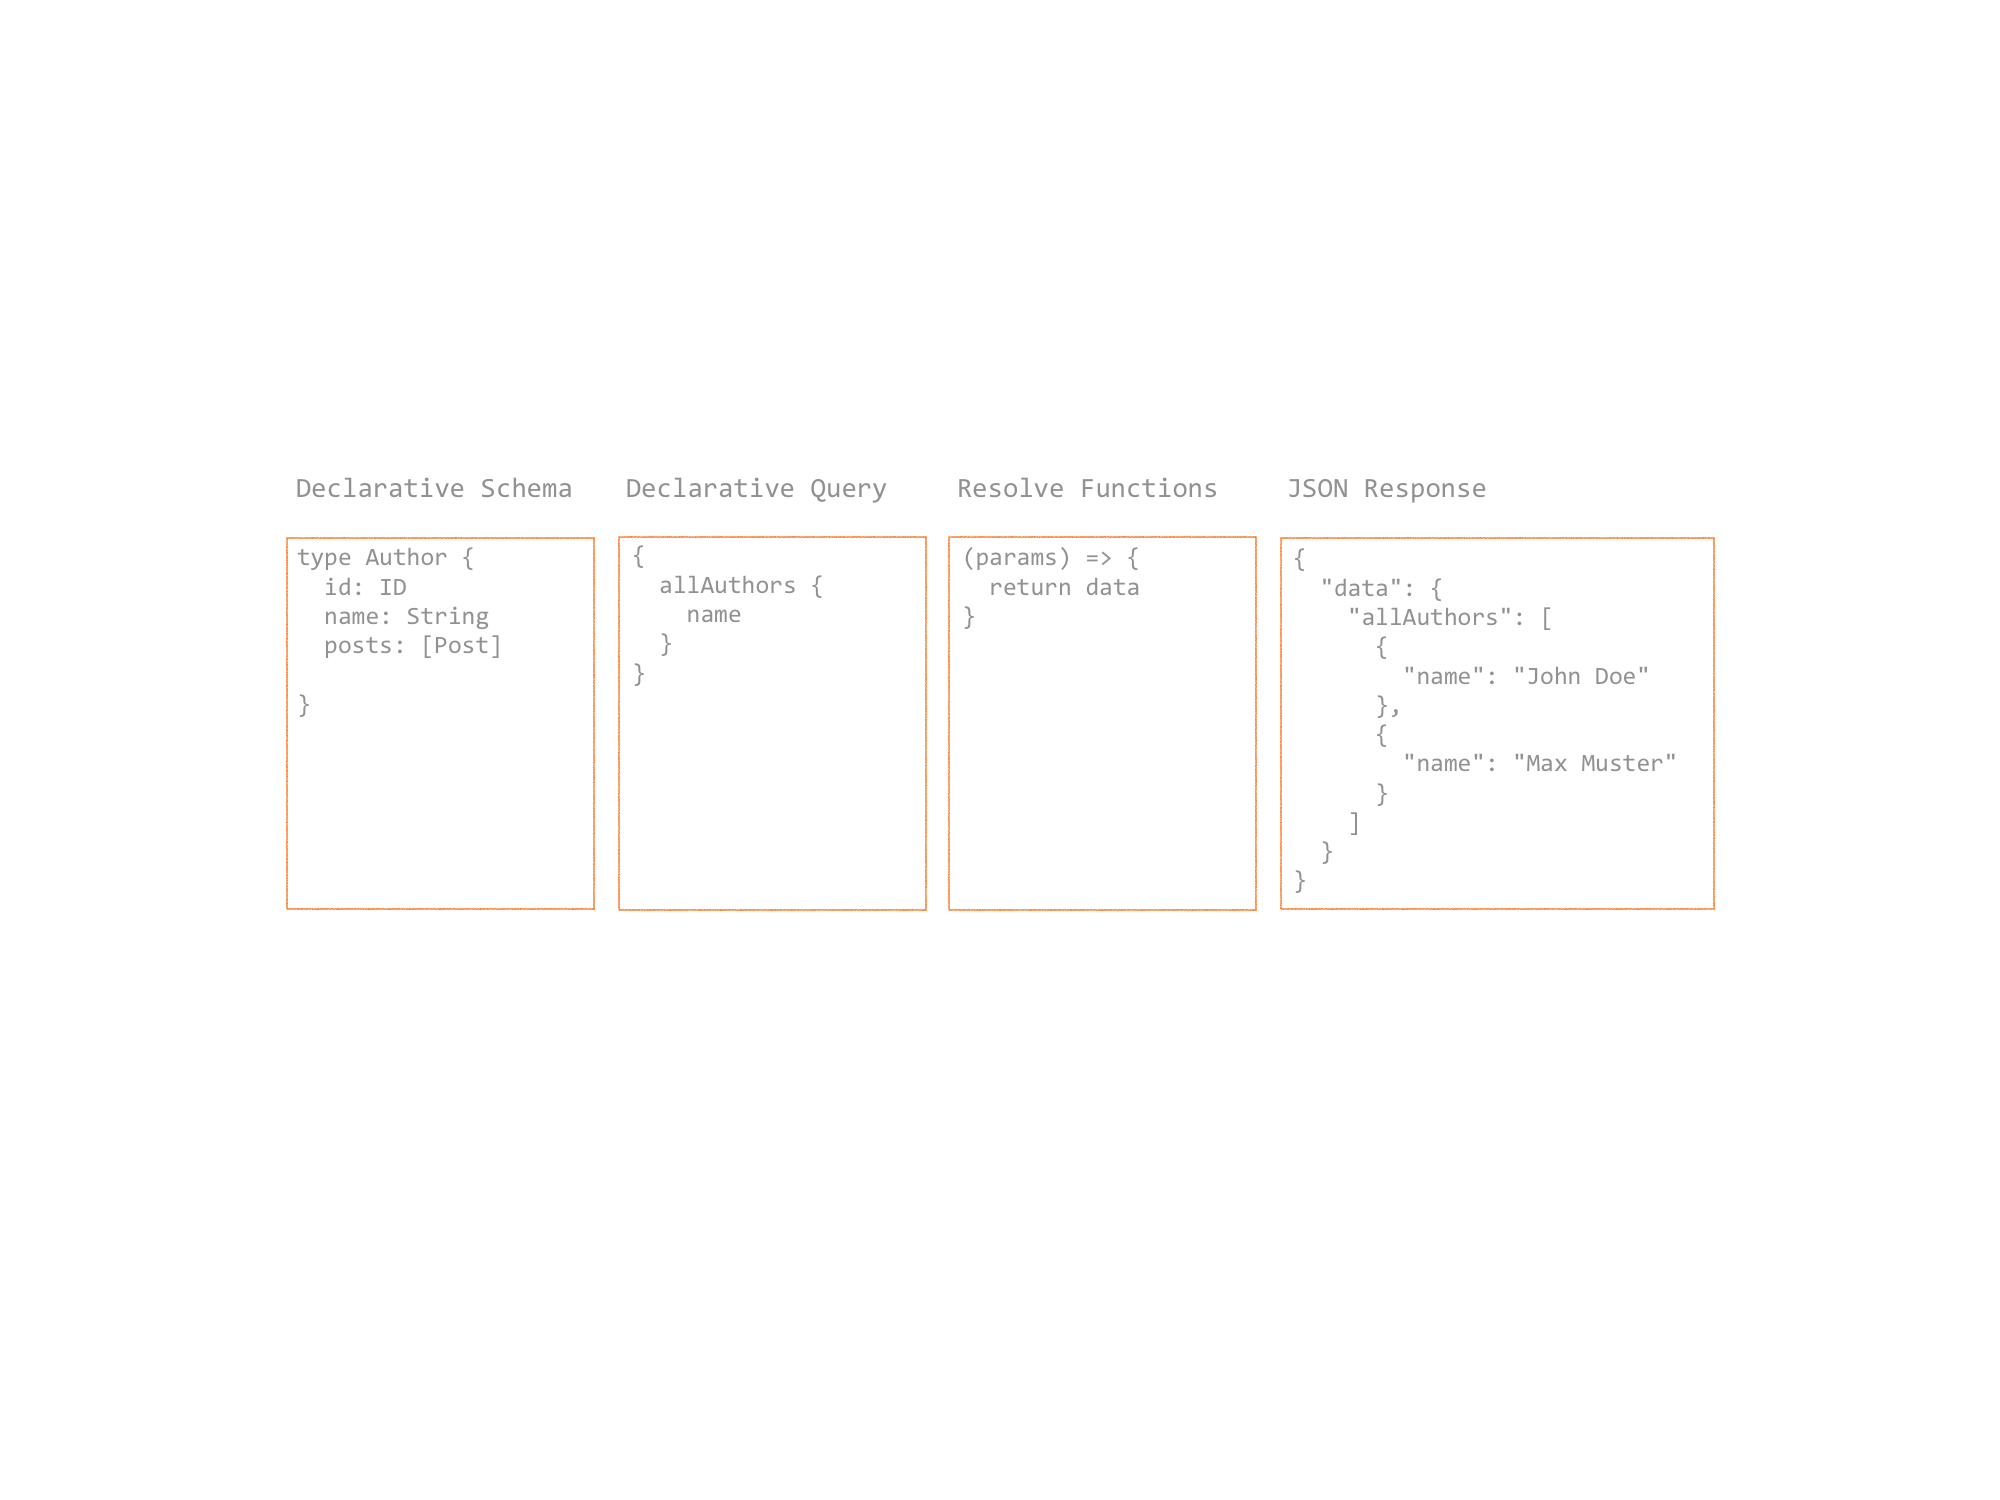 Declarative Schema
type Author {
  id: ID
  name: String
  posts: [Post]

}
Declarative Query
{
  allAuthors {
    name
  }
}
Resolve Functions
(params) => {
  return data
}
JSON Response
{
  "data": {
    "allAuthors": [
      {
        "name": "John Doe"
      },
      {
        "name": "Max Muster"
      }
    ]
  }
}